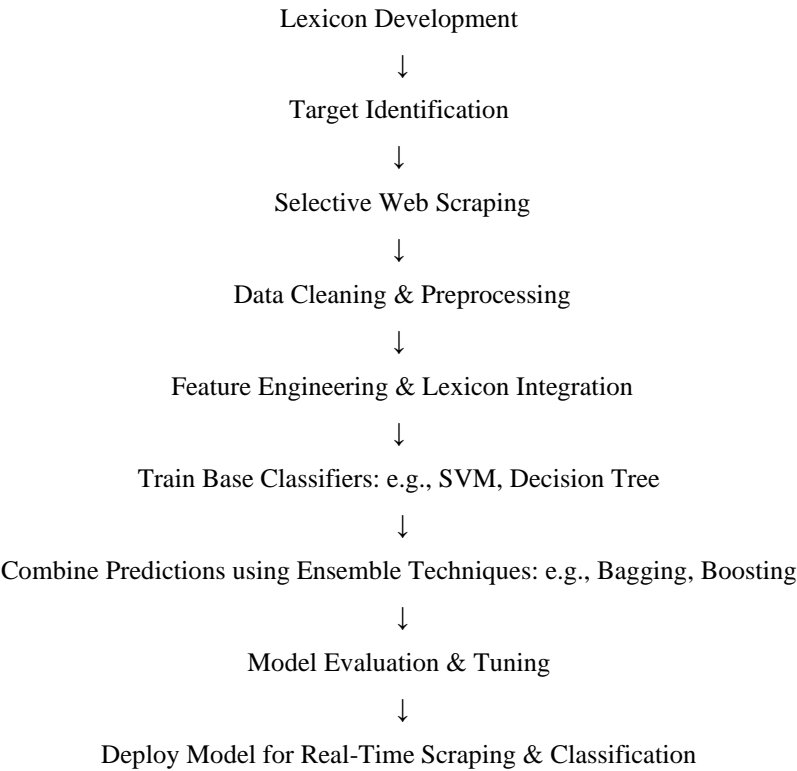 Lexicon Development
↓
Target Identification
↓
Selective Web Scraping
↓
Data Cleaning & Preprocessing
↓
Feature Engineering & Lexicon Integration
↓
Train Base Classifiers: e.g., SVM, Decision Tree
↓
Combine Predictions using Ensemble Techniques: e.g., Bagging, Boosting
↓
Model Evaluation & Tuning
↓
Deploy Model for Real-Time Scraping & Classification